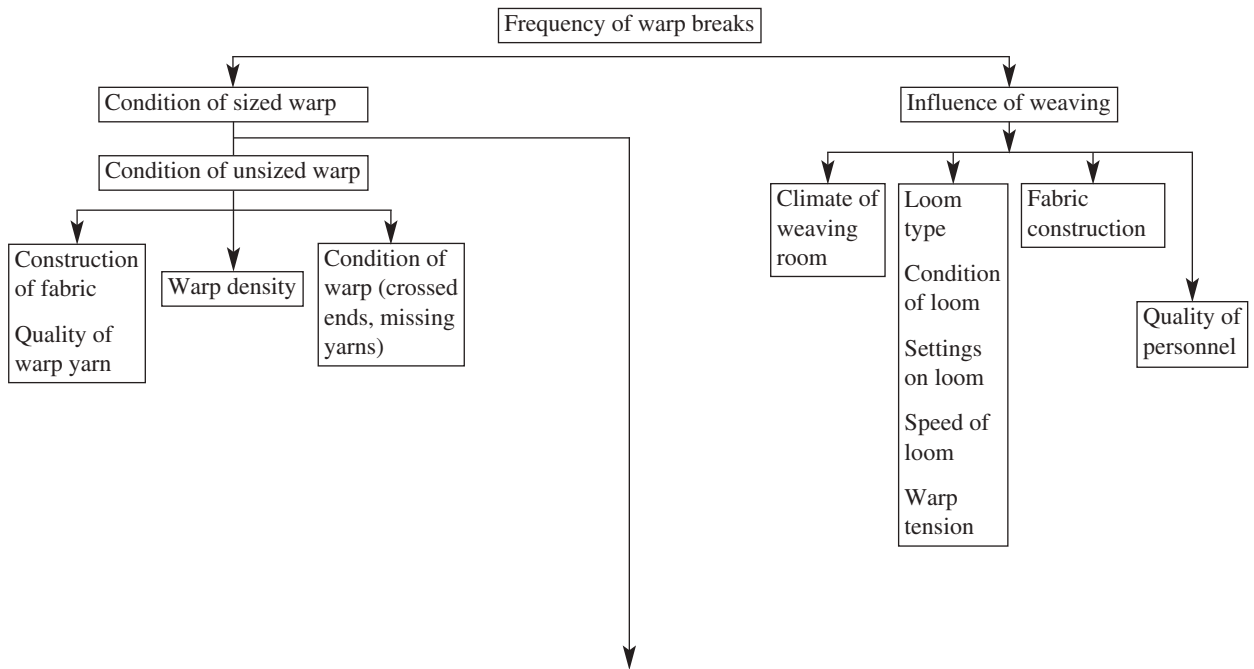 Frequency of warp breaks
Condition of sized warp
Influence of weaving
Condition of unsized warp
Construction
of fabric
Quality of
warp yarn
Warp density
Condition of
warp (crossed
ends, missing
yarns)
Climate of
weaving
room
Loom
type
Condition
of loom
Settings
on loom
Speed of
loom
Warp
tension
Fabric
construction
Quality of
personnel